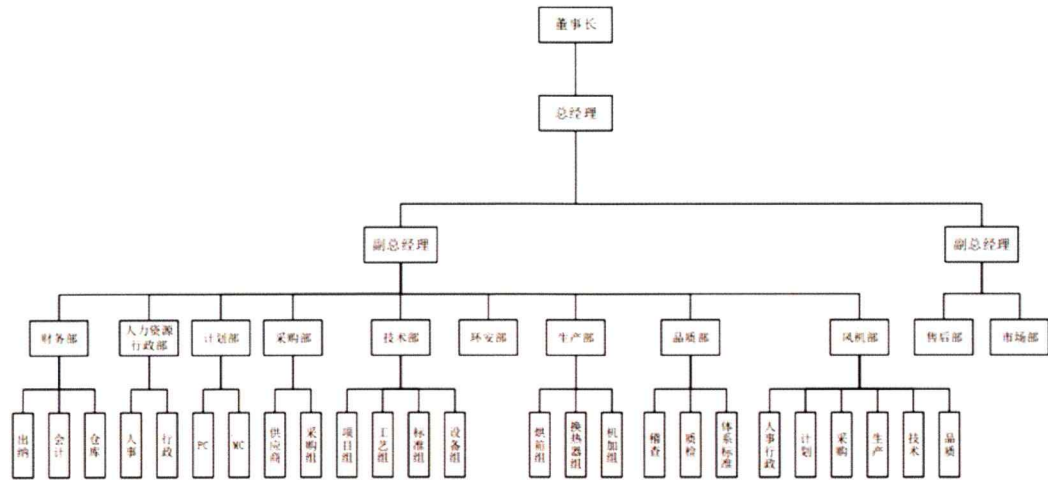 董事长
总经理
副总经理
副总经理
财务部
人力资源
行政部
计划部
采购部
技术部
环安部
生产部
品质部
风机部
售后部
市场部
出纳
会计
仓库
人事
行政
PC
MC
供应商
采购组
项目组
工艺组
标准组
设备组
烘箱组
换热器组
机加组
稽查
质检
体系标准
人事行政
计划
采购
生产
技术
品质